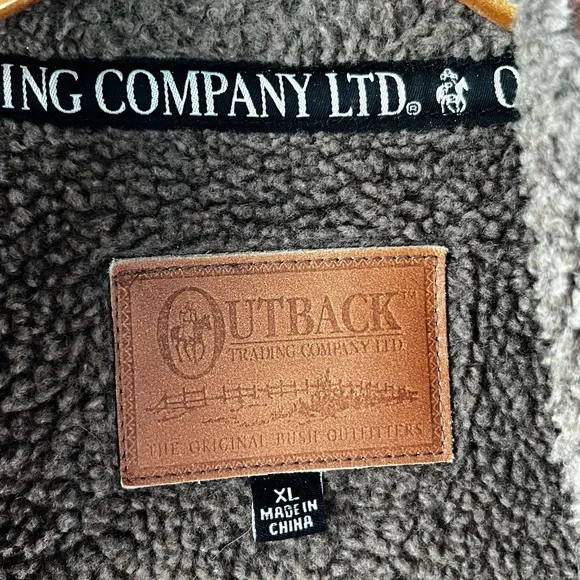 ING COMPANY LTD.® O
OUTBACK™
TRADING COMPANY LTD.
THE ORIGINAL BUSH OUTFITTERS
XL
MADE IN
CHINA